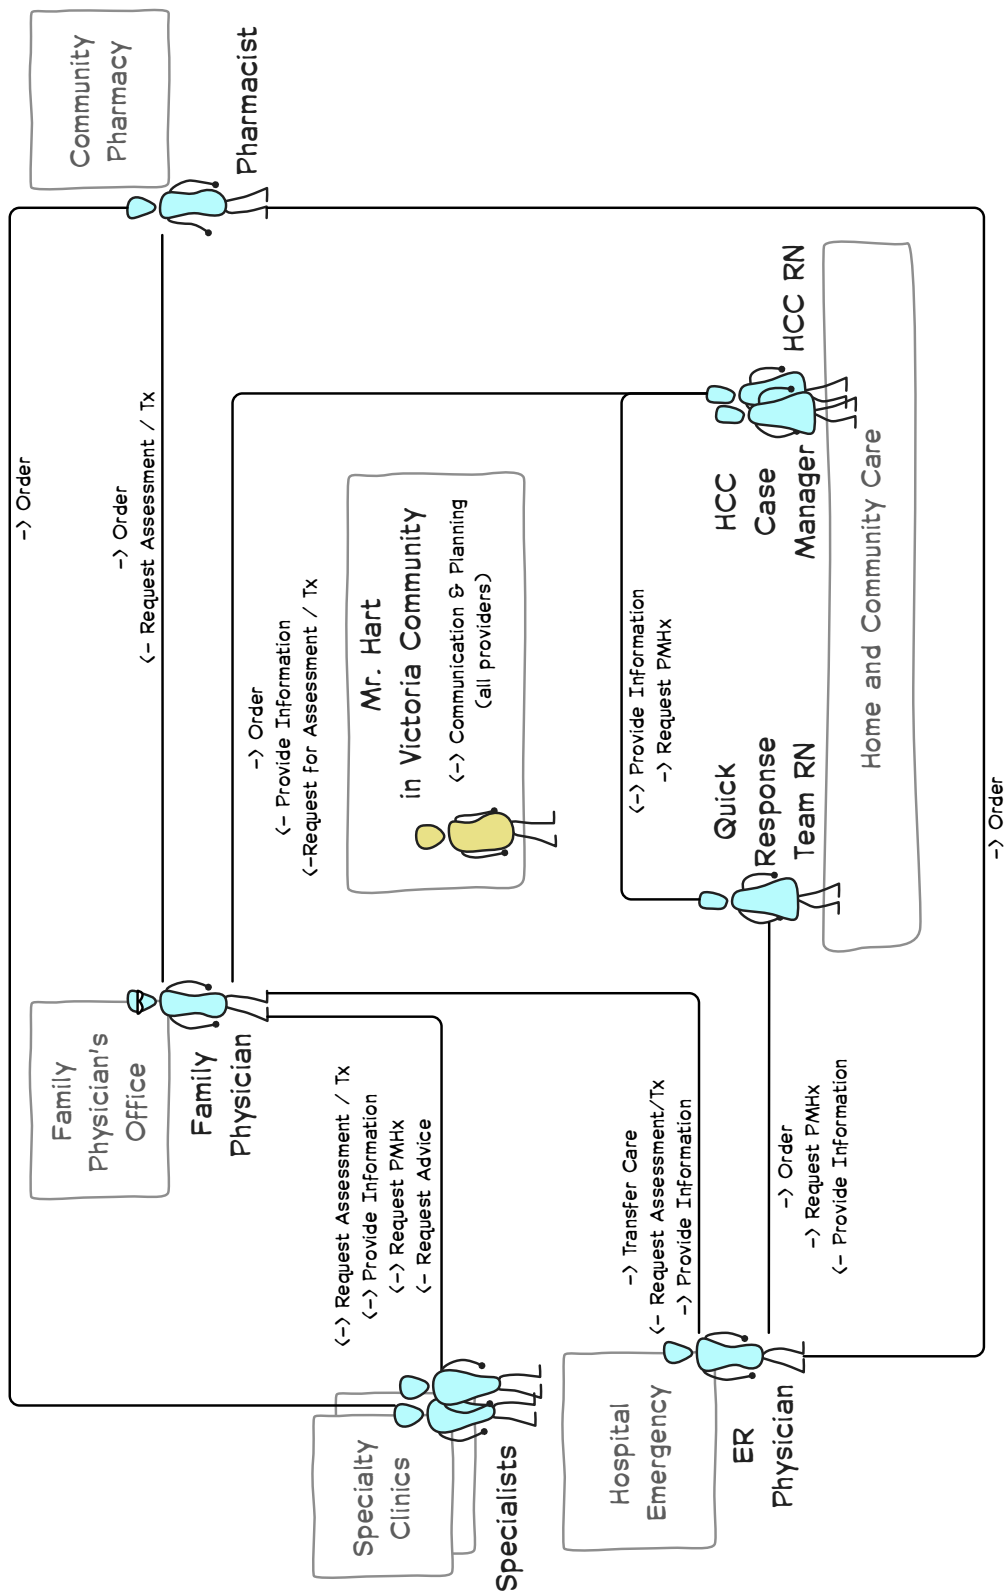 -> Order
Community
Pharmacy
Pharmacist
-> Order
<- Request Assessment / Tx
Family
Physician's
Office
Family
Physician
-> Order
<- Provide Information
<-Request for Assessment / Tx
Mr. Hart
in Victoria Community
<-> Communication & Planning
(all providers)
Specialty
Clinics
Specialists
<-> Request Assessment / Tx
<-> Provide Information
<-> Request PMHx
<- Request Advice
-> Transfer Care
<- Request Assessment/Tx
-> Provide Information
Hospital
Emergency
ER
Physician
<-> Provide Information
-> Request PMHx
Quick
Response
Team RN
HCC
Case
Manager
HCC RN
-> Order
-> Request PMHx
<- Provide Information
Home and Community Care
-> Order